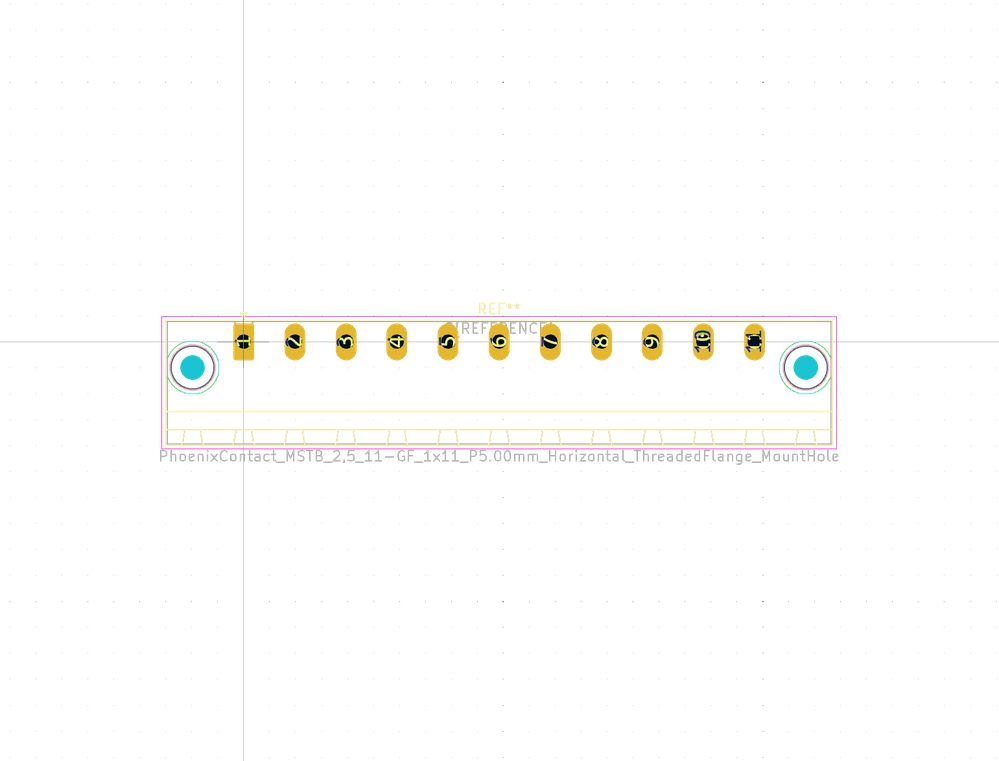 REF**
${REFERENCE}
1 2 3 4 5 6 7 8 9 10 11
PhoenixContact_MSTB_2,5_11-GF_1x11_P5.00mm_Horizontal_ThreadedFlange_MountHole